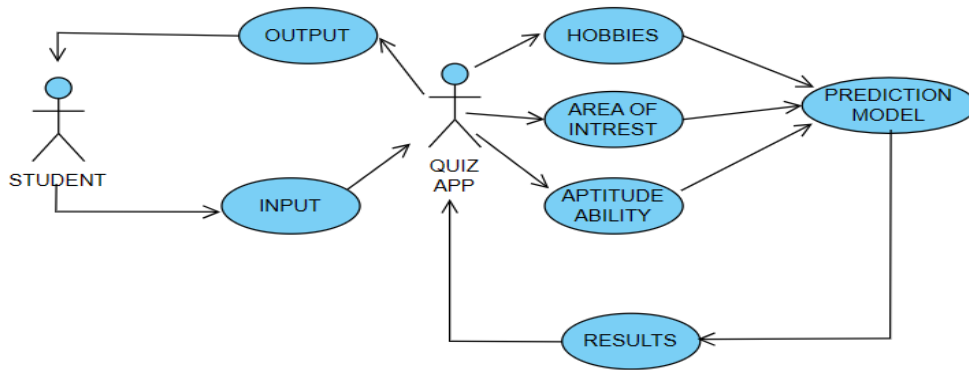 OUTPUT
HOBBIES
PREDICTION
MODEL
AREA OF
INTREST
STUDENT
QUIZ
APP
INPUT
APTITUDE
ABILITY
RESULTS